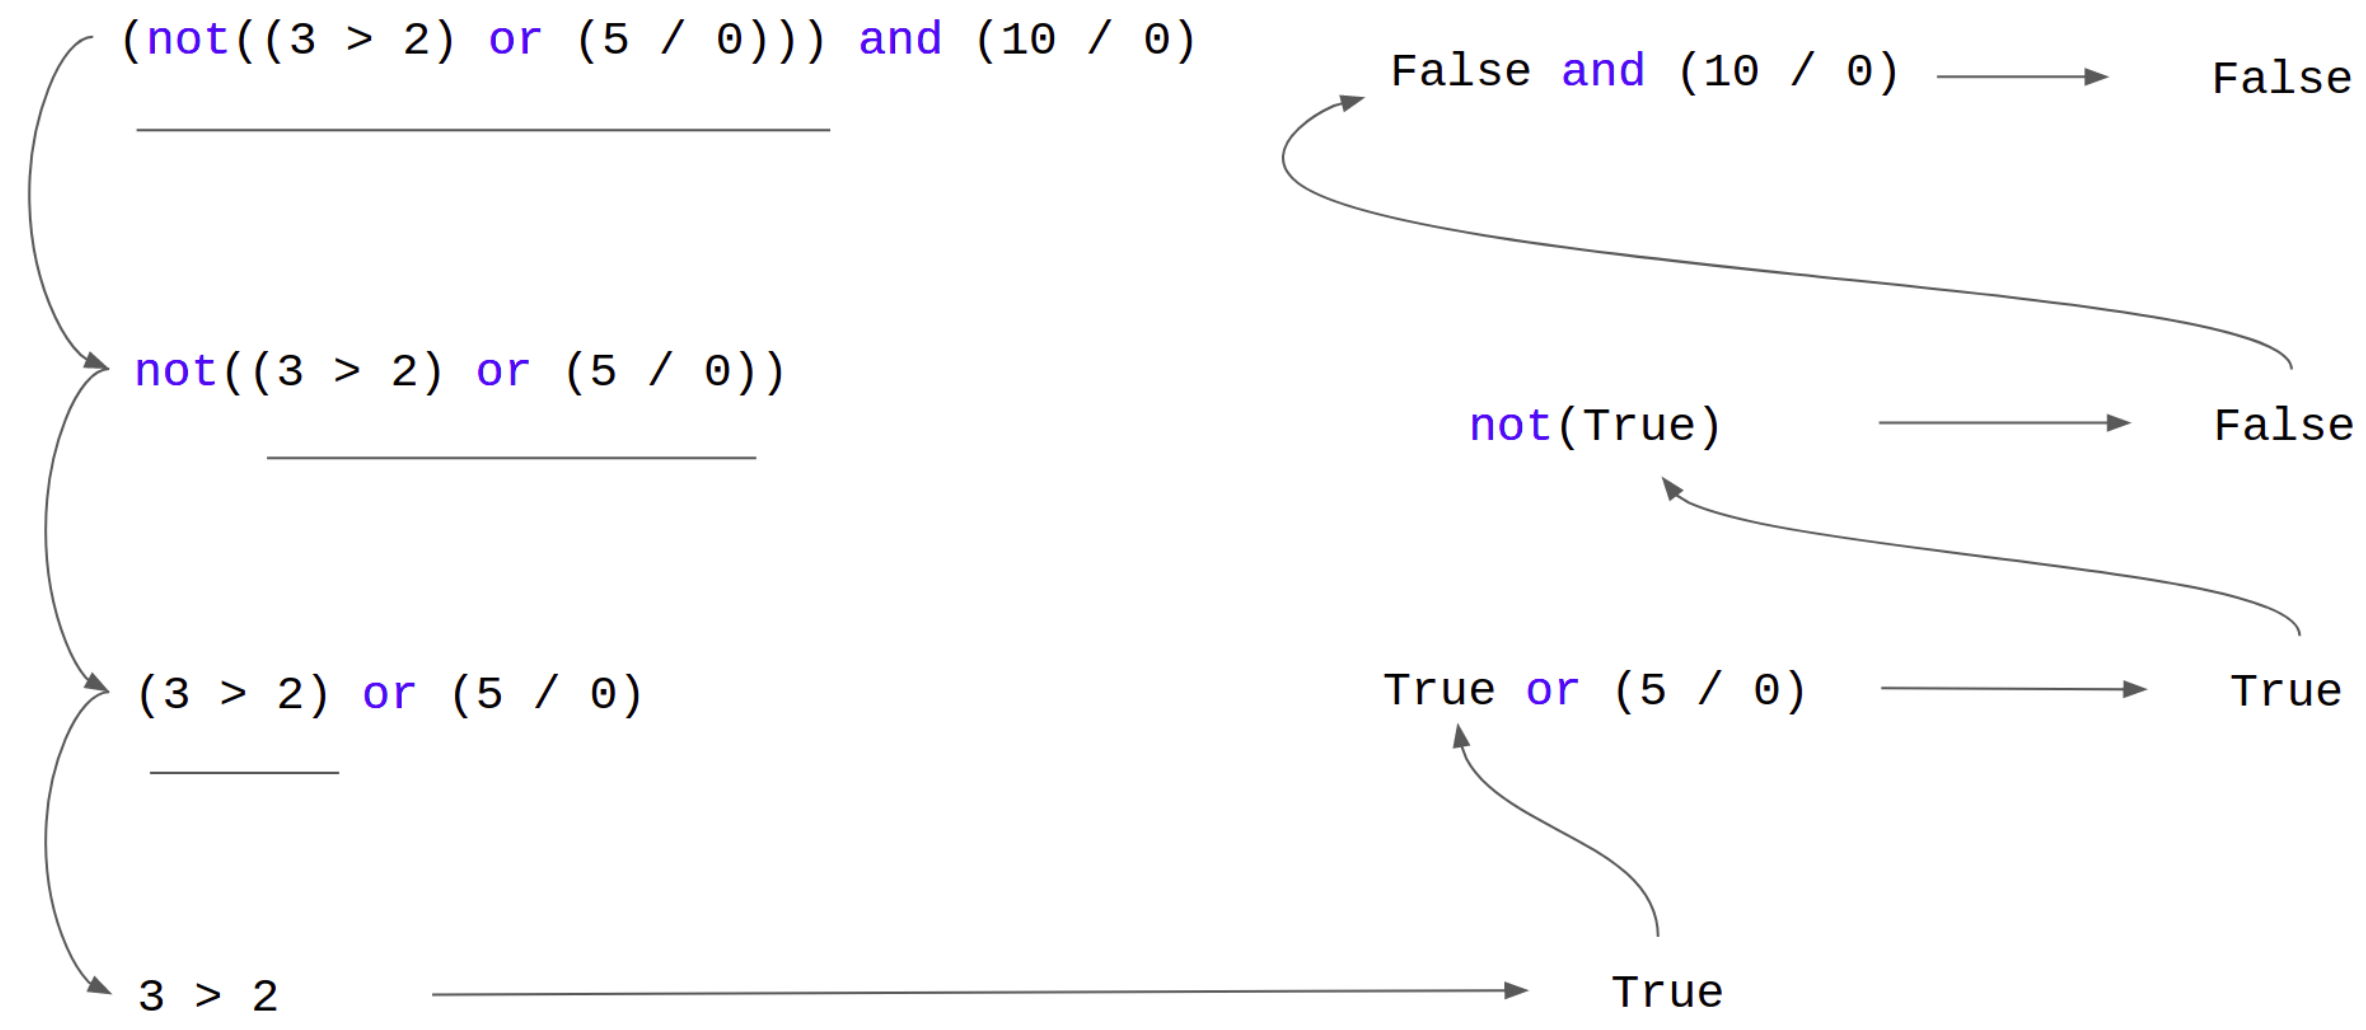 (not((3 > 2) or (5 / 0))) and (10 / 0)
False and (10 / 0)
False
not((3 > 2) or (5 / 0))
not(True)
False
(3 > 2) or (5 / 0)
True or (5 / 0)
True
3 > 2
True